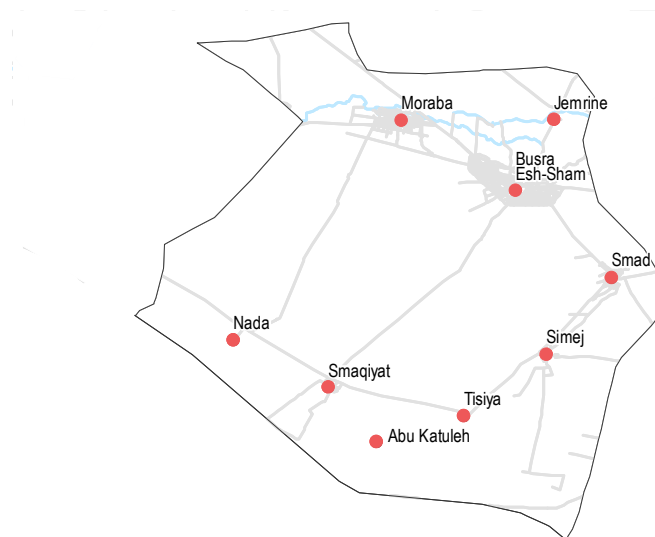 Moraba
Jemrine
Busra
Esh-Sham
Smad
Nada
Simej
Smaqiyat
Tisiya
Abu Katuleh